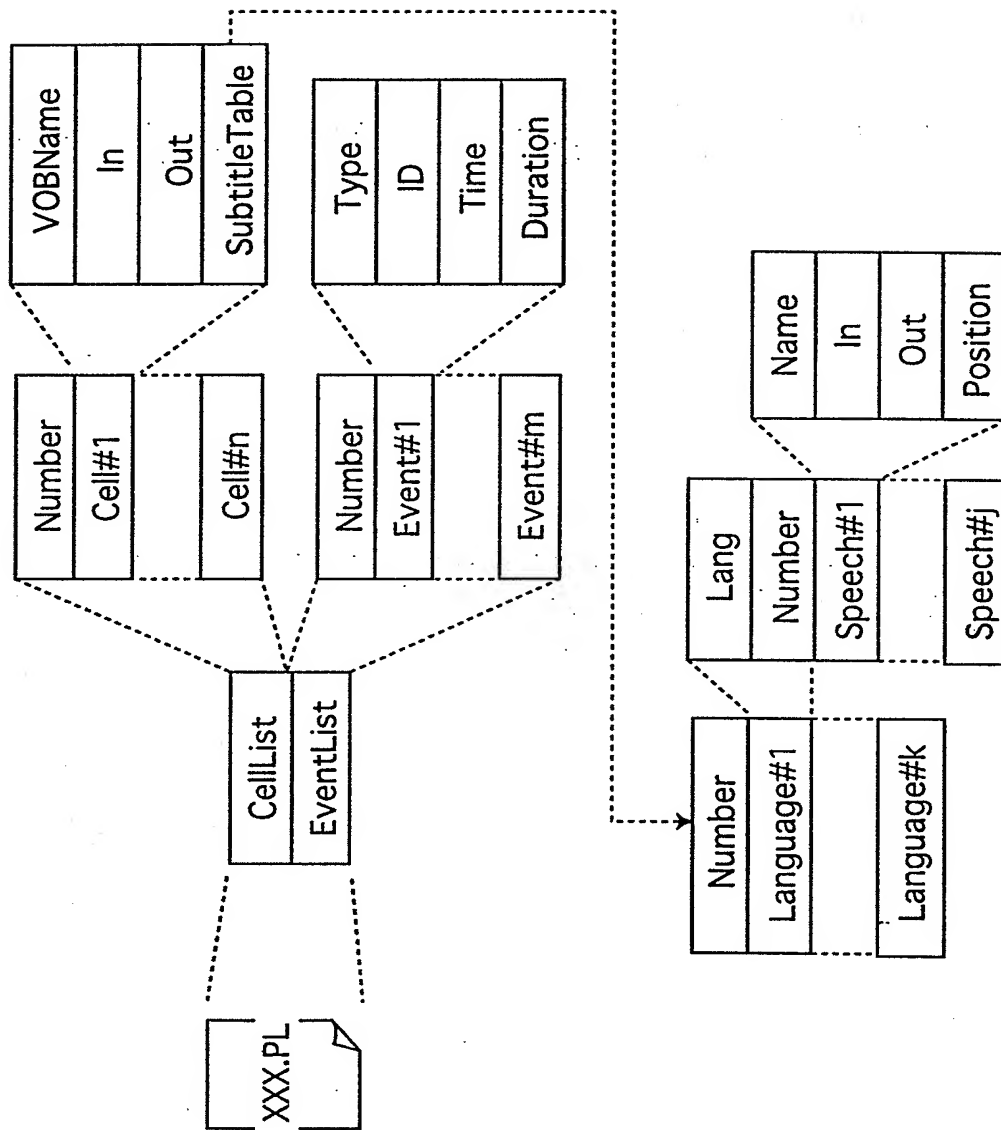 XXX.PL
CellList
EventList
Number
Cell#1
Cell#n
Number
Event#1
Event#m
VOBName
In
Out
SubtitleTable
Type
ID
Time
Duration
Number
Language#1
Language#k
Lang
Number
Speech#1
Speech#j
Name
In
Out
Position